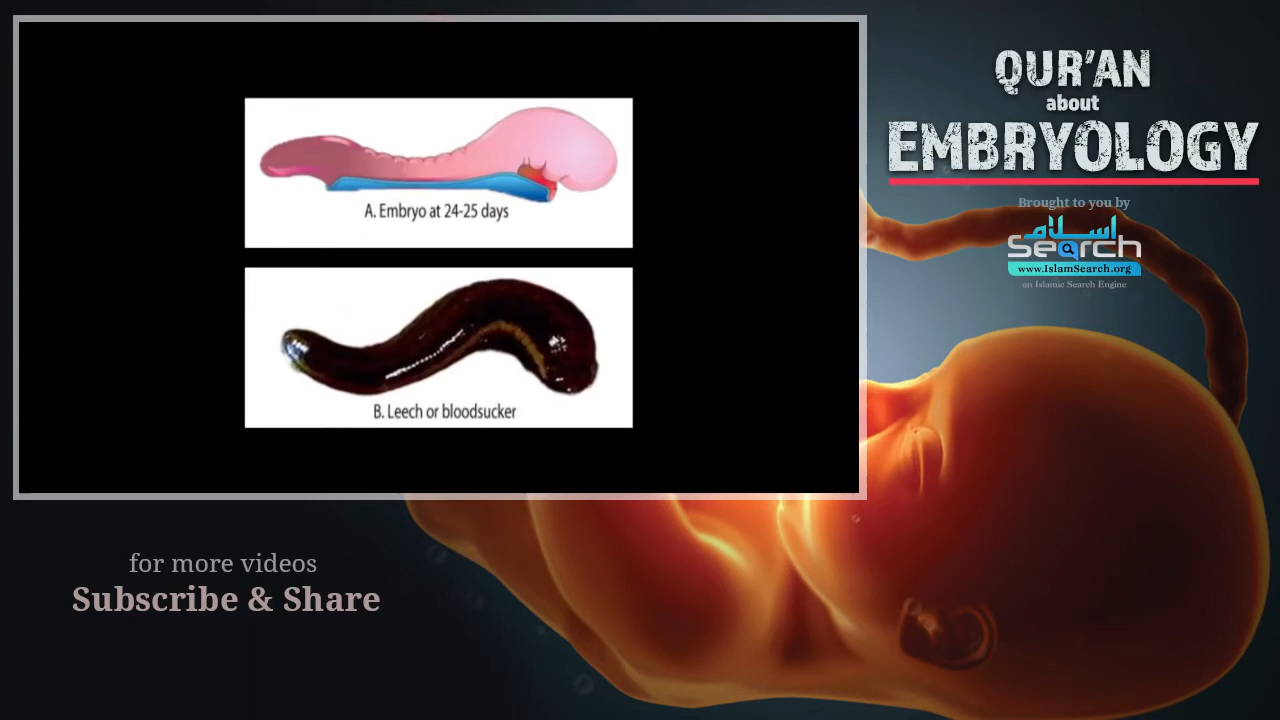 A. Embryo at 24-25 days
B. Leech or bloodsucker
QUR'AN
about
EMBRYOLOGY
Brought to you by
اسلام
Search
www.IslamSearch.org
an Islamic Search Engine
for more videos
Subscribe & Share